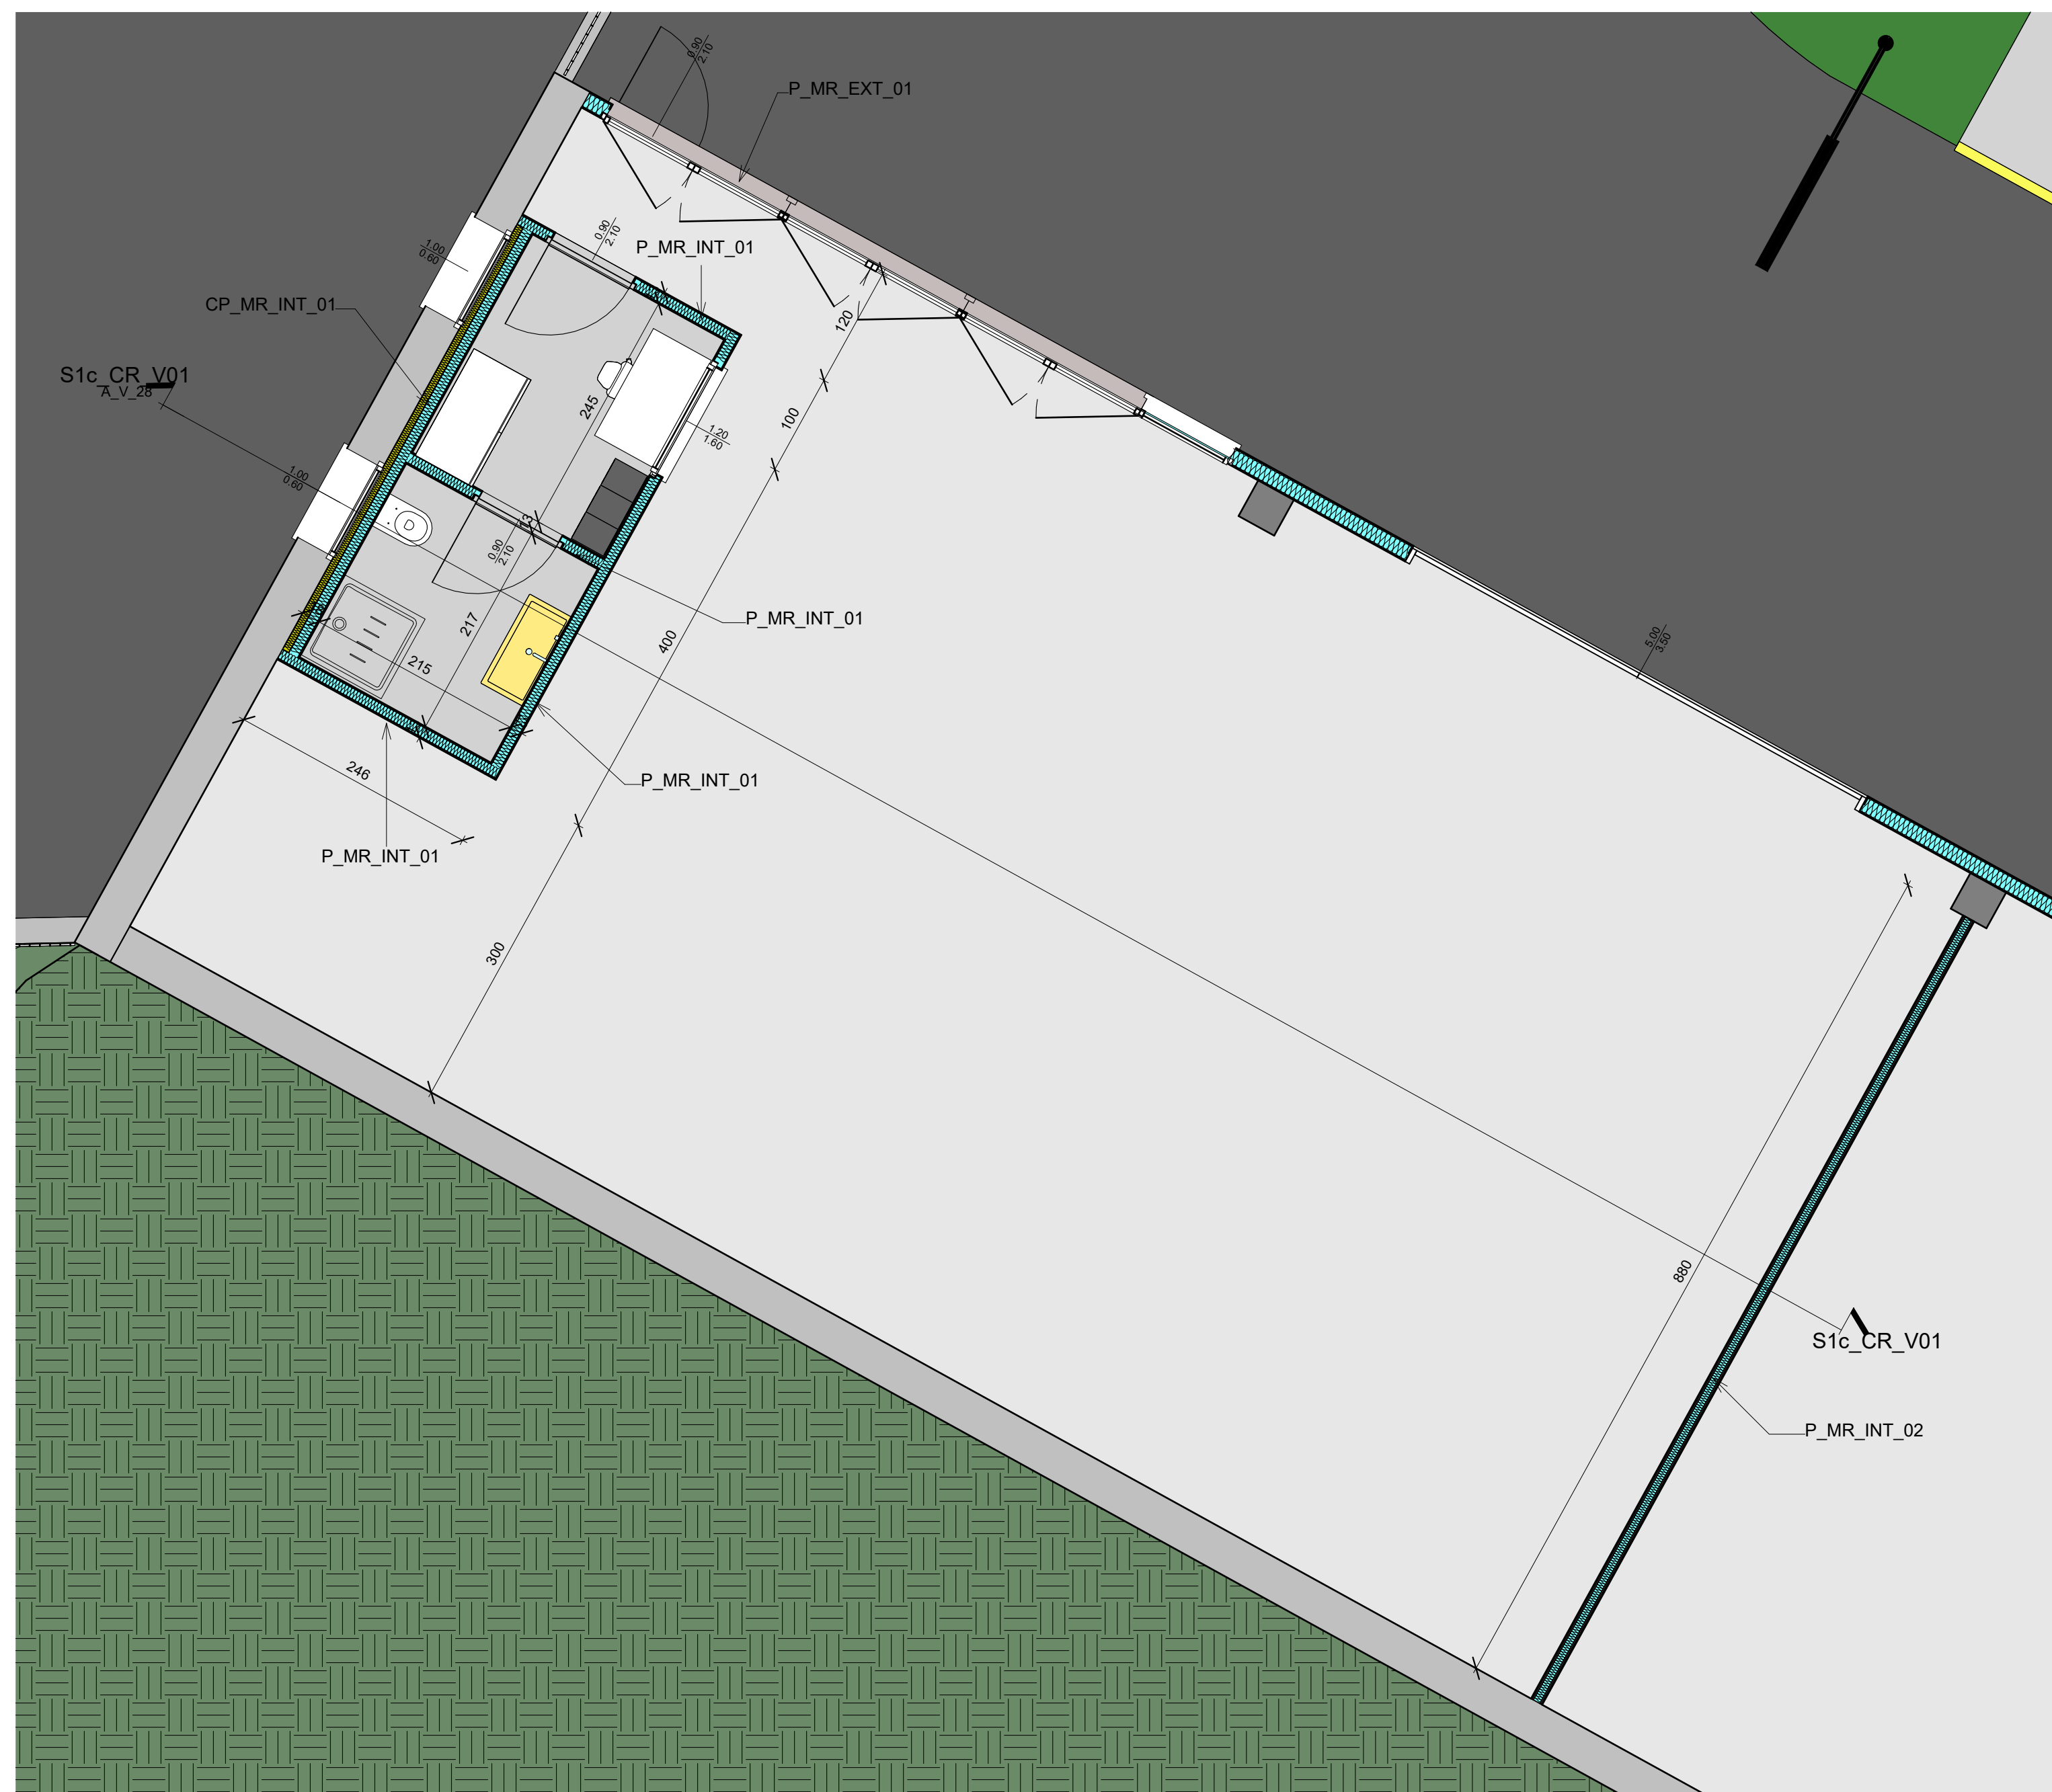 0.90
2.10
P_MR_EXT_01
0.90
2.10
P_MR_INT_01
1.00
0.60
CP_MR_INT_01
120
S1c_CR_V01
A_V_28
245
100
1.20
1.60
1.00
0.60
13
0.90
2.10
P_MR_INT_01
217
400
5.00
3.50
215
246
P_MR_INT_01
P_MR_INT_01
300
880
S1c_CR_V01
P_MR_INT_02